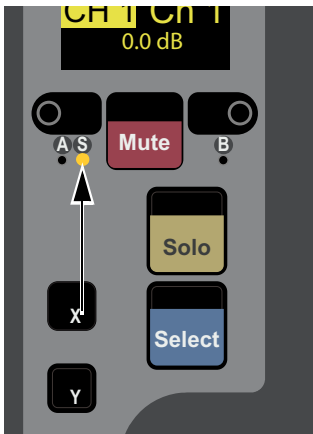 CH 1 Ch 1
0.0 dB
A S
Mute
B
Solo
X
Select
Y